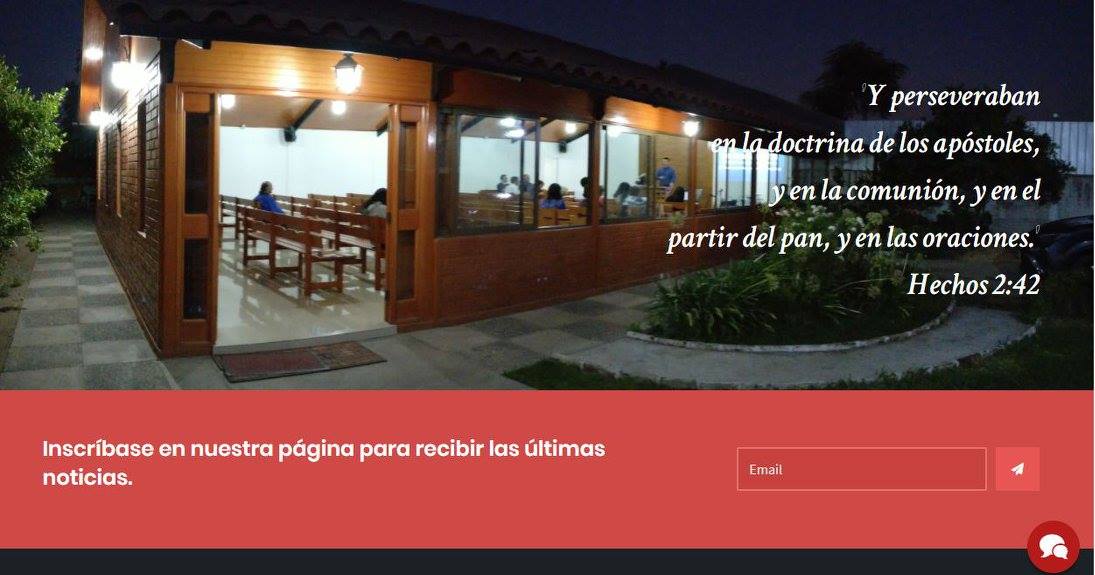 "Y perseveraban
en la doctrina de los apóstoles,
y en la comunión, y en el
partir del pan, y en las oraciones."
Hechos 2:42
Inscríbase en nuestra página para recibir las últimas
noticias.
Email